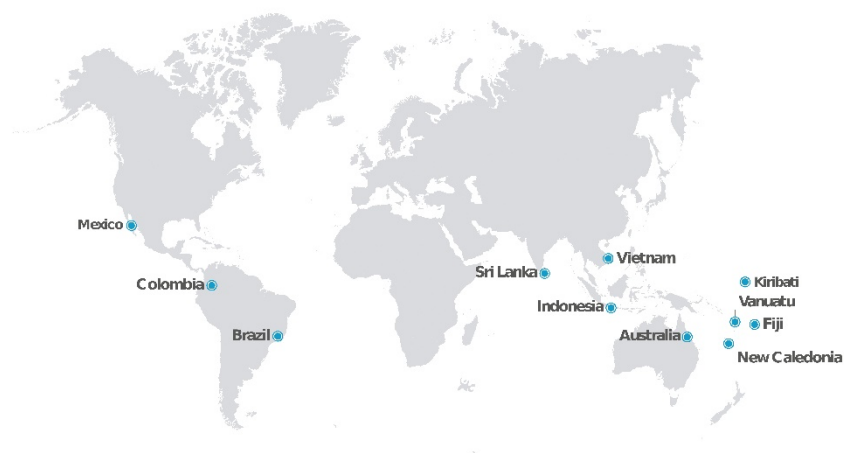 Mexico
Vietnam
Sri Lanka
Kiribati
Colombia
Vanuatu
Indonesia
Fiji
Brazil
Australia
New Caledonia